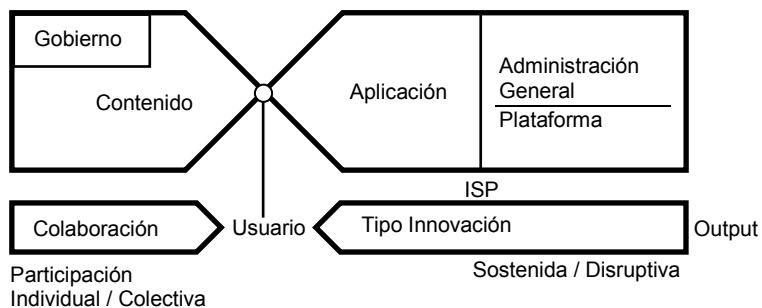 Gobierno
Contenido
Aplicación
Administración
General
Plataforma
ISP
Colaboración
Usuario
Tipo Innovación
Output
Participación
Individual / Colectiva
Sostenida / Disruptiva